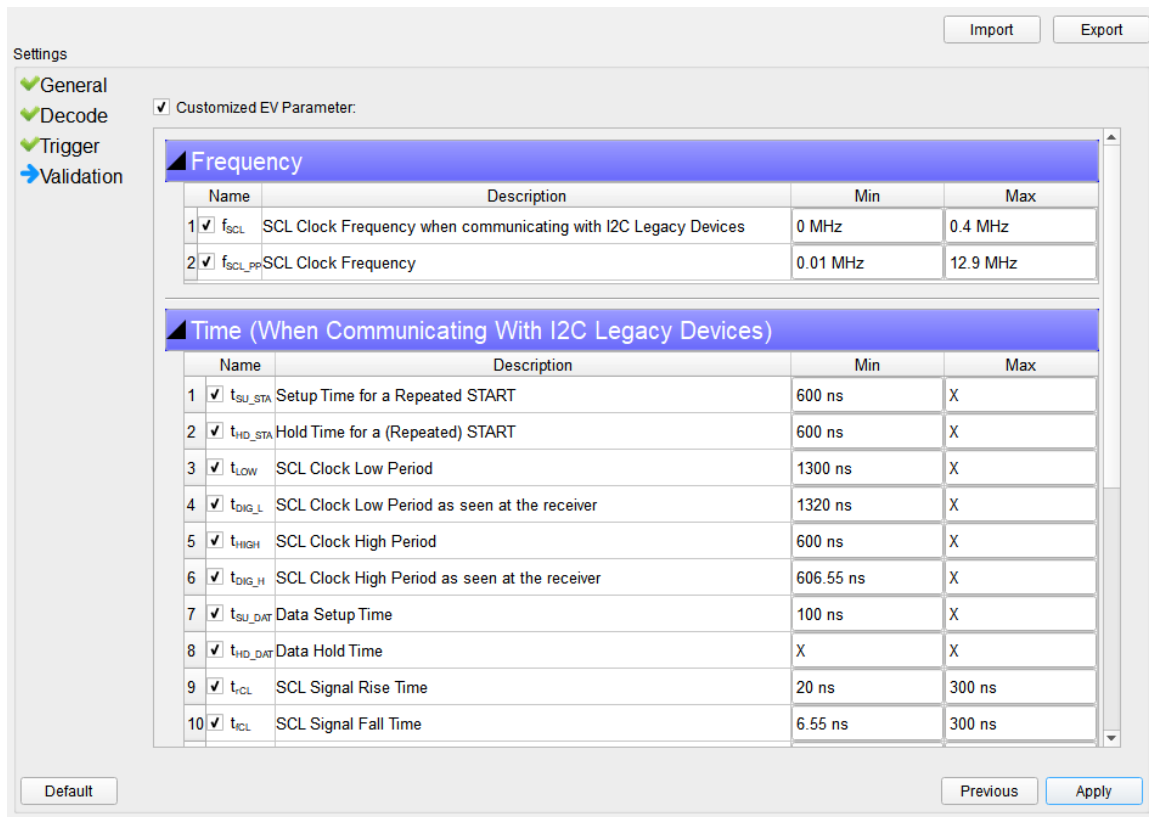 Import Export
Settings
General
Decode
Trigger
Validation
Customized EV Parameter:
Frequency
Name Description Min Max
1 fSCL SCL Clock Frequency when communicating with I2C Legacy Devices 0 MHz 0.4 MHz
2 fSCL_PP SCL Clock Frequency 0.01 MHz 12.9 MHz
Time (When Communicating With I2C Legacy Devices)
Name Description Min Max
1 tSU_STA Setup Time for a Repeated START 600 ns X
2 tHD_STA Hold Time for a (Repeated) START 600 ns X
3 tLOW SCL Clock Low Period 1300 ns X
4 tDIG_L SCL Clock Low Period as seen at the receiver 1320 ns X
5 tHIGH SCL Clock High Period 600 ns X
6 tDIG_H SCL Clock High Period as seen at the receiver 606.55 ns X
7 tSU_DAT Data Setup Time 100 ns X
8 tHD_DAT Data Hold Time X X
9 trCL SCL Signal Rise Time 20 ns 300 ns
10 tfCL SCL Signal Fall Time 6.55 ns 300 ns
Default Previous Apply